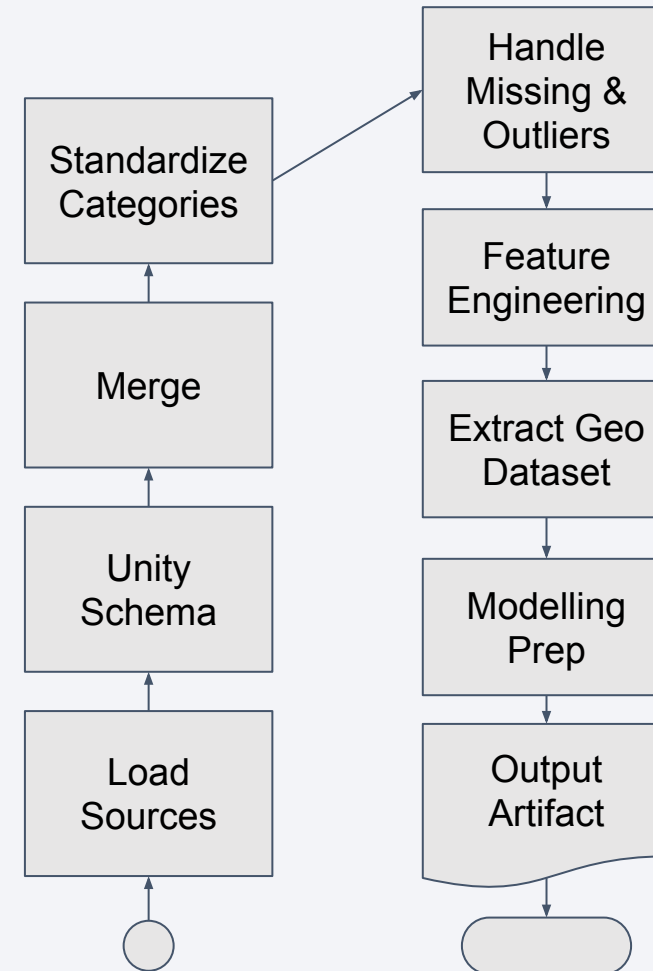 Handle
Missing &
Outliers
Standardize
Categories
Feature
Engineering
Merge
Extract Geo
Dataset
Unity
Schema
Modelling
Prep
Load
Sources
Output
Artifact